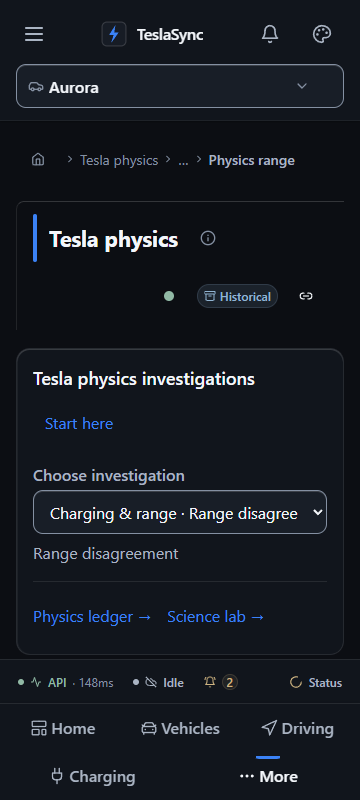 TeslaSync
Aurora
Tesla physics ... Physics range
Tesla physics
Historical
Tesla physics investigations
Start here
Choose investigation
Charging & range · Range disagree
Range disagreement
Physics ledger → Science lab →
API · 148ms Idle 2 Status
Home Vehicles Driving
Charging More